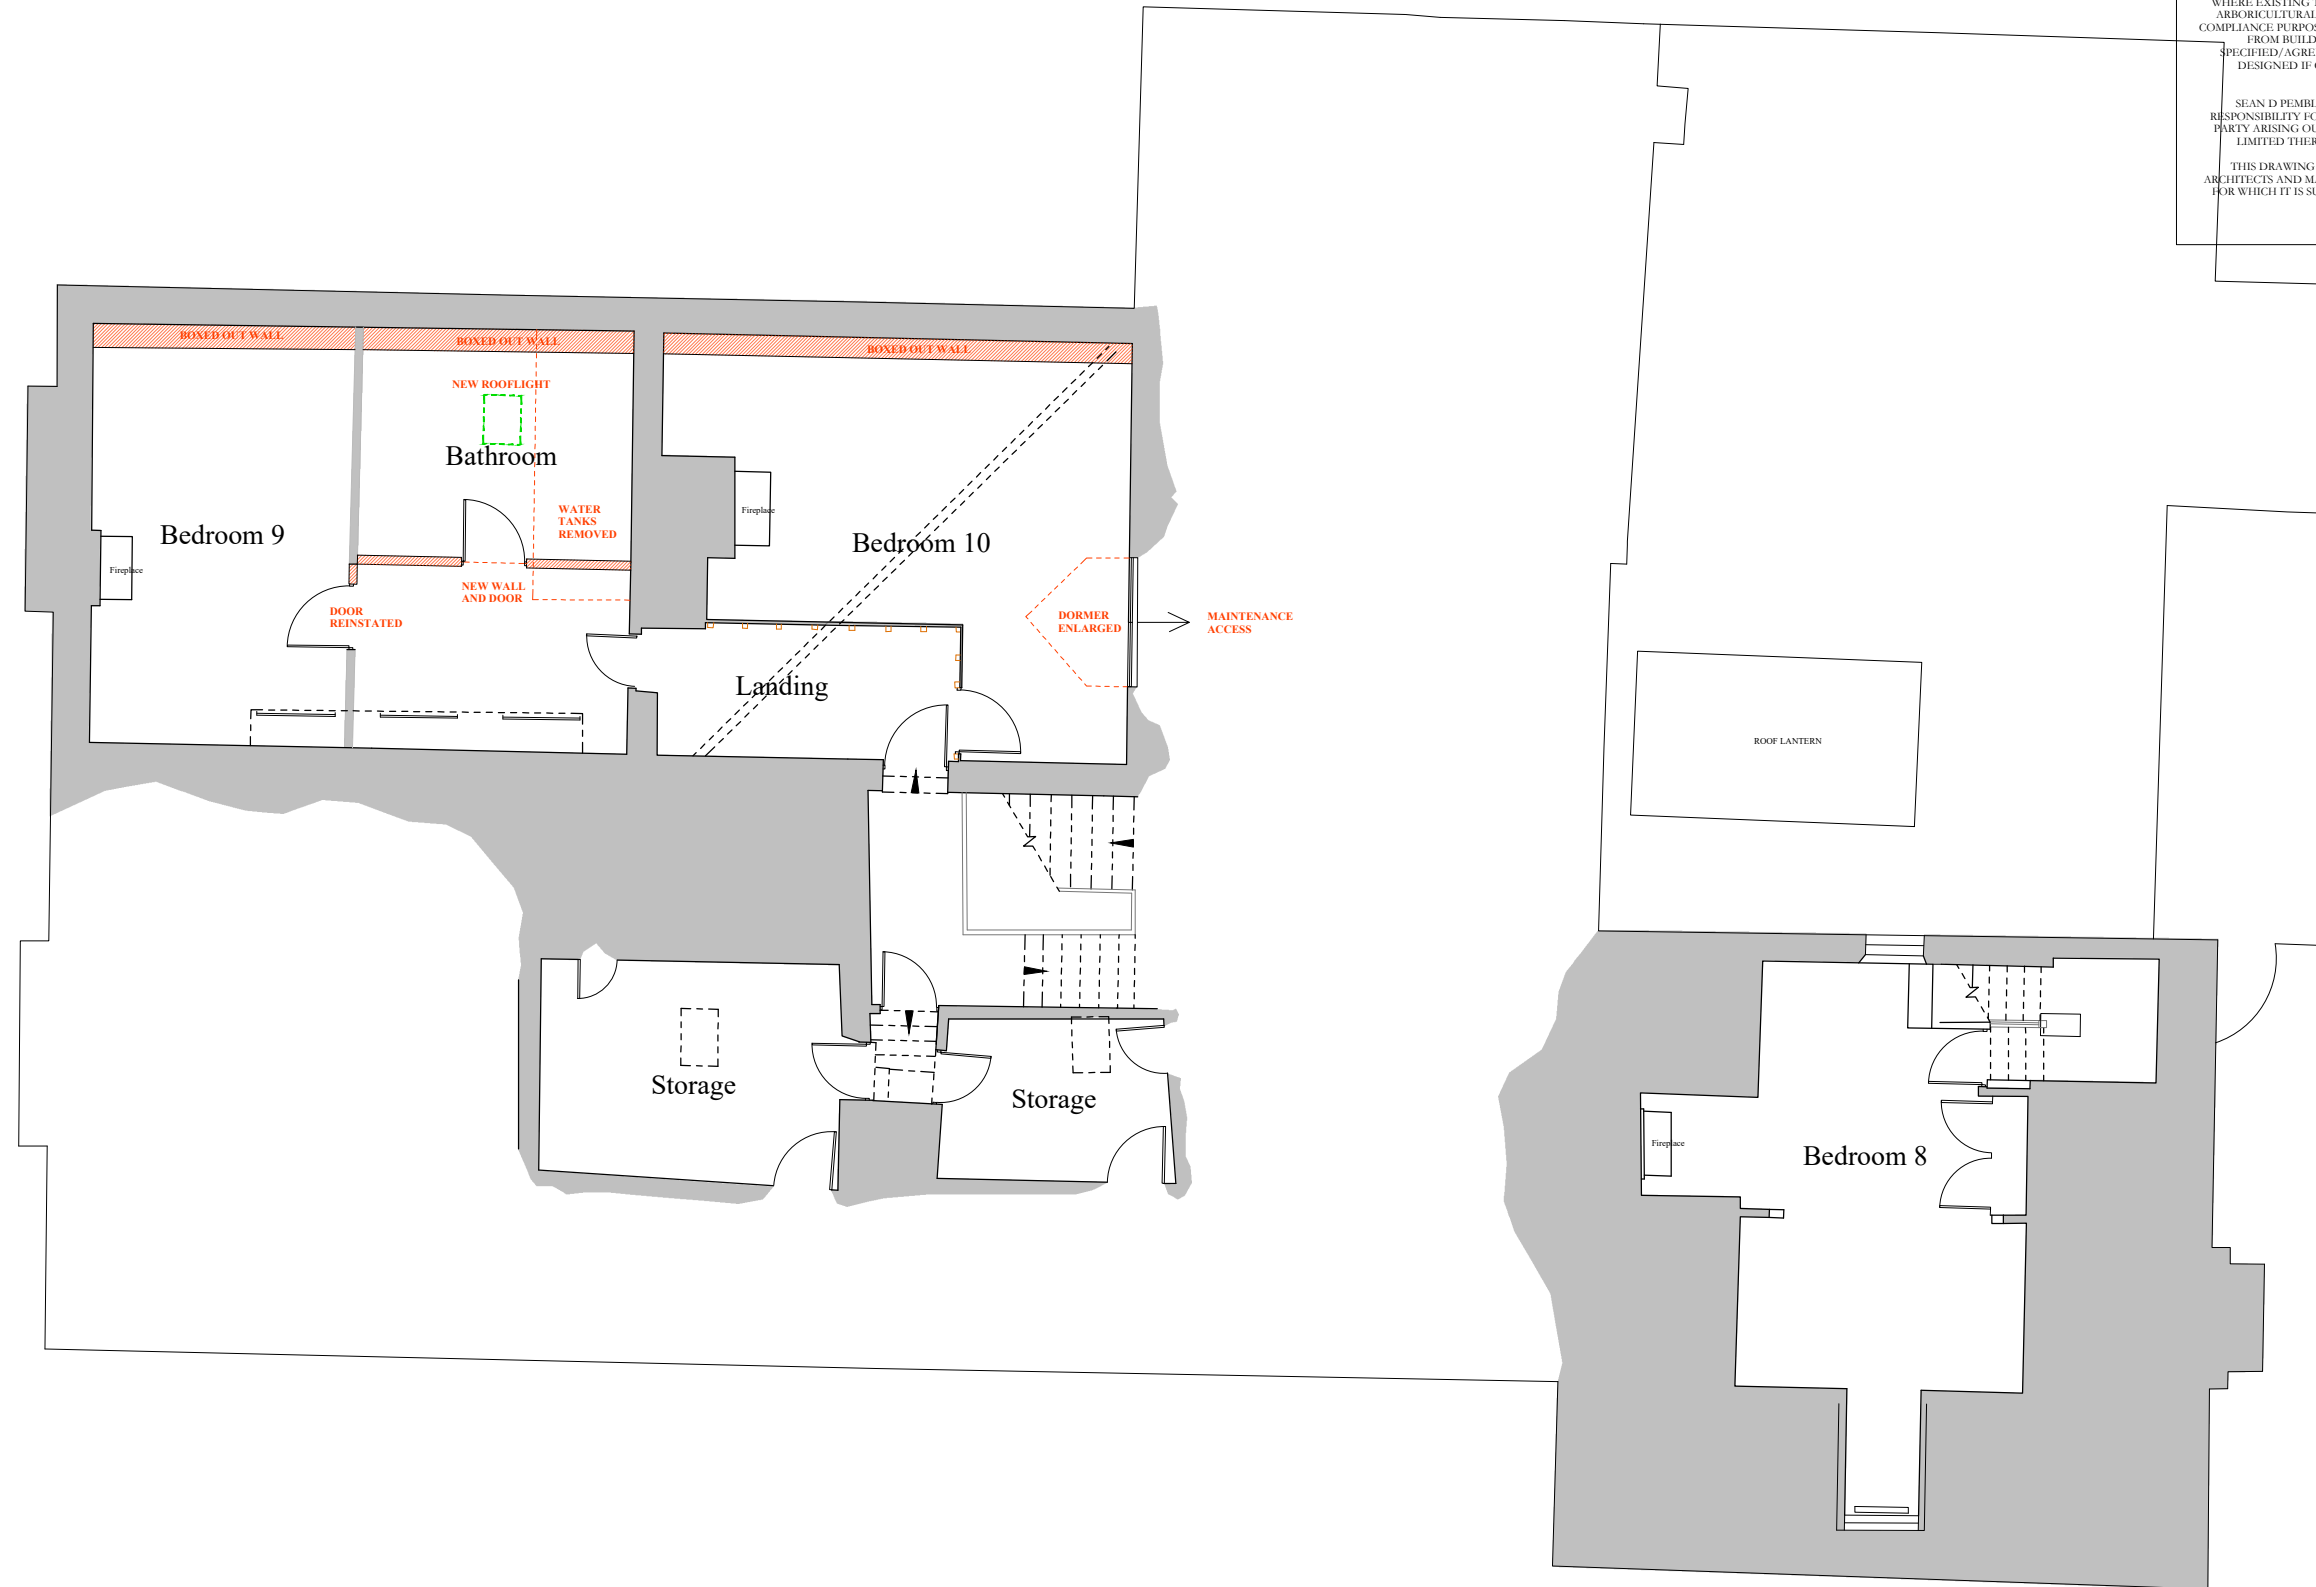 WHERE EXISTING
ARBORICULTURAL
COMPLIANCE PURPOS
FROM BUILD
SPECIFIED/AGRE
DESIGNED IF
SEAN D PEMBL
RESPONSIBILITY FO
PARTY ARISING OU
LIMITED THER
THIS DRAWING
ARCHITECTS AND MA
FOR WHICH IT IS SU
BOXED OUT WALL
BOXED OUT WALL
BOXED OUT WALL
NEW ROOFLIGHT
Bathroom
WATER
TANKS
REMOVED
Fireplace
Bedroom 9
Bedroom 10
Fireplace
NEW WALL
AND DOOR
DOOR
REINSTATED
DORMER
ENLARGED
MAINTENANCE
ACCESS
Landing
ROOF LANTERN
Storage
Storage
Fireplace
Bedroom 8